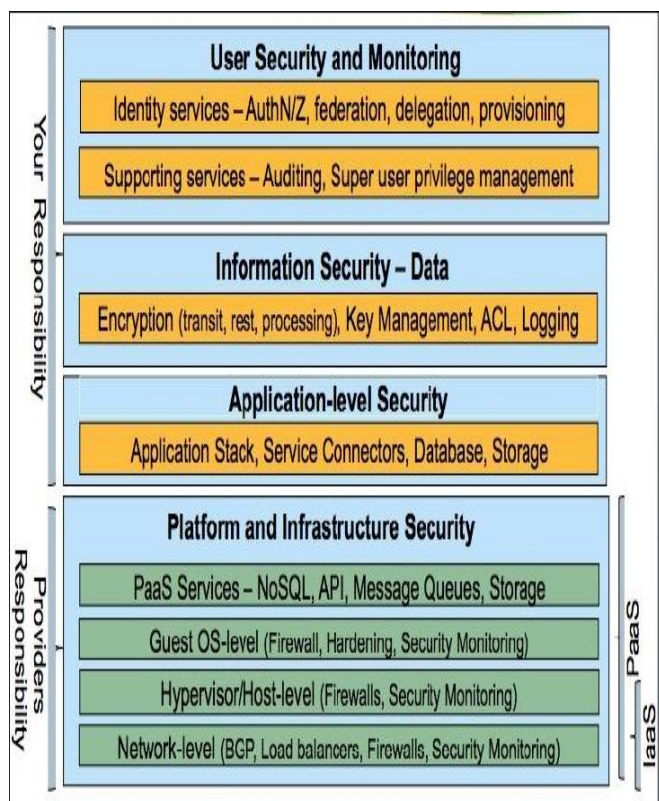 User Security and Monitoring
Identity services – AuthN/Z, federation, delegation, provisioning
Supporting services – Auditing, Super user privilege management
Information Security – Data
Encryption (transit, rest, processing), Key Management, ACL, Logging
Application-level Security
Application Stack, Service Connectors, Database, Storage
Your Responsibility
Platform and Infrastructure Security
PaaS Services – NoSQL, API, Message Queues, Storage
Guest OS-level (Firewall, Hardening, Security Monitoring)
Hypervisor/Host-level (Firewalls, Security Monitoring)
Network-level (BGP, Load balancers, Firewalls, Security Monitoring)
Providers
Responsibility
PaaS
IaaS